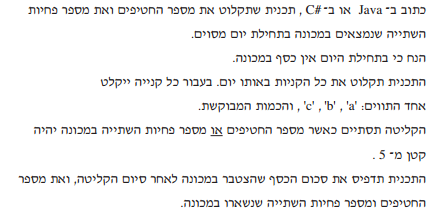 כתוב ב־ Java או ב־ C# , תכנית שתקלוט את מספר החטיפים ואת מספר פחיות
השתייה שנמצאים במכונה בתחילת יום מסוים.
הנח כי בתחילת היום אין כסף במכונה.
התכנית תקלוט את כל הקניות באותו יום. בעבור כל קנייה ייקלט
אחד התווים: 'a' , 'b' , 'c' , והכמות המבוקשת.
הקליטה תסתיים כאשר מספר החטיפים או מספר פחיות השתייה במכונה יהיה
קטן מ־ 5 .
התכנית תדפיס את סכום הכסף שהצטבר במכונה לאחר סיום הקליטה, ואת מספר
החטיפים ומספר פחיות השתייה שנשארו במכונה.